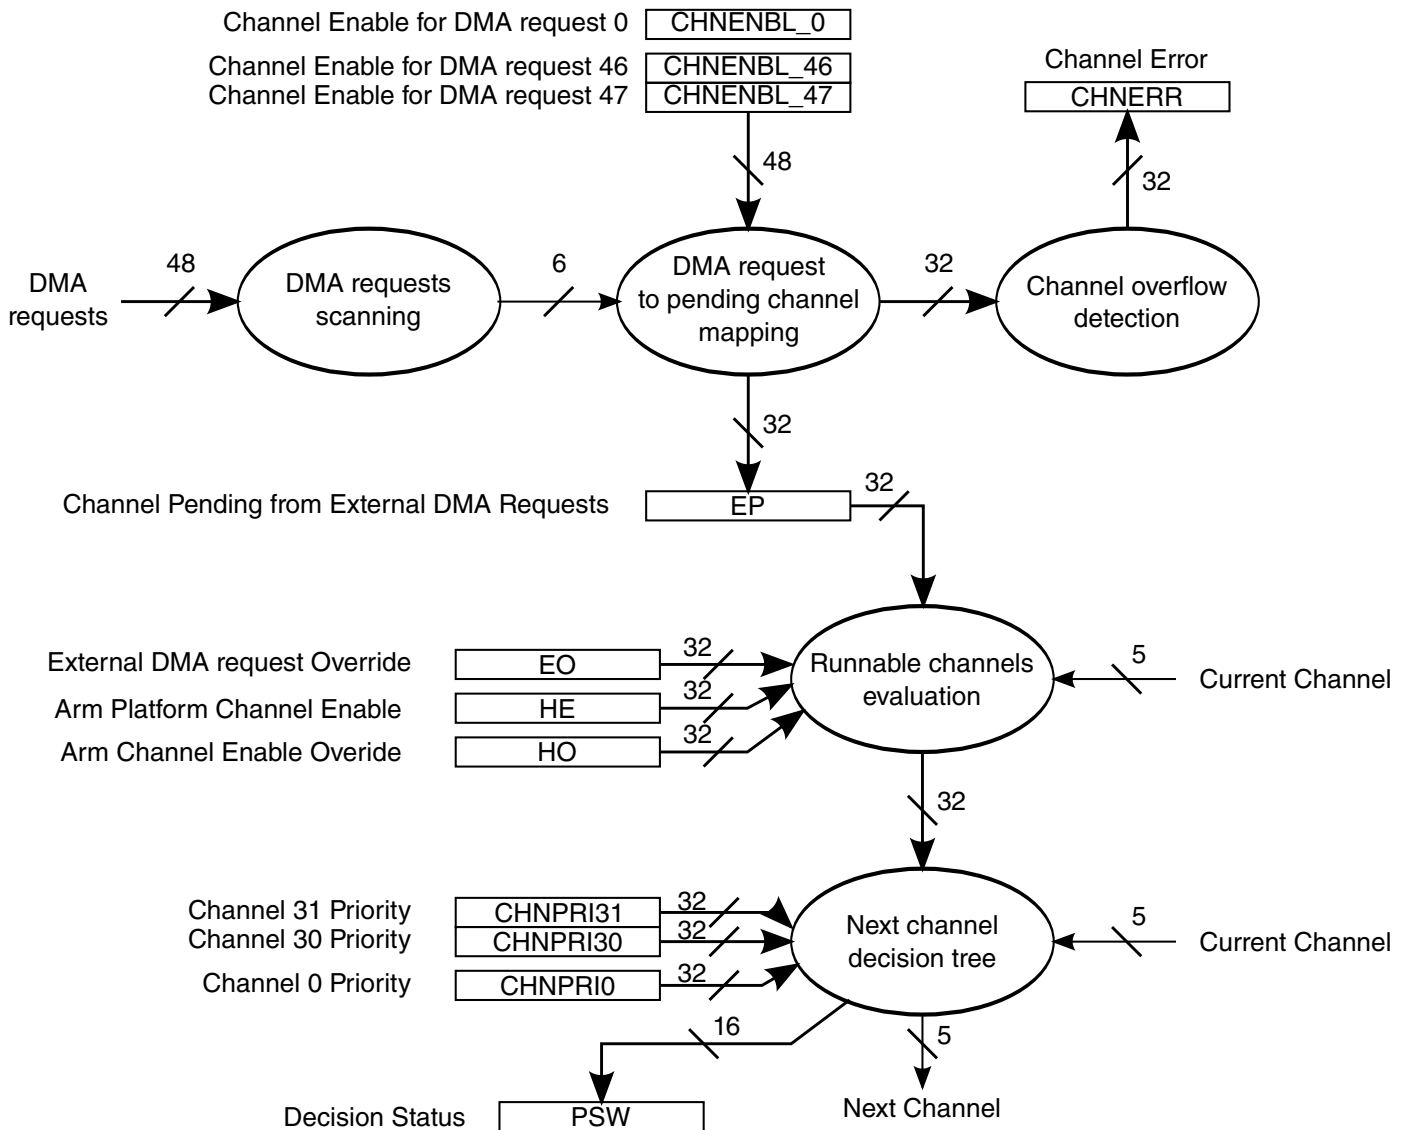 Channel Enable for DMA request 0
CHNENBL_0
Channel Enable for DMA request 46
CHNENBL_46
Channel Enable for DMA request 47
CHNENBL_47
Channel Error
CHNERR
48
32
DMA
requests
48
DMA requests
scanning
6
DMA request
to pending channel
mapping
32
Channel overflow
detection
32
Channel Pending from External DMA Requests
EP
32
External DMA request Override
EO
32
Arm Platform Channel Enable
HE
32
Arm Channel Enable Overide
HO
32
Runnable channels
evaluation
5
Current Channel
32
Channel 31 Priority
CHNPRI31
32
Channel 30 Priority
CHNPRI30
32
Channel 0 Priority
CHNPRI0
32
Next channel
decision tree
5
Current Channel
16
5
Decision Status
PSW
Next Channel